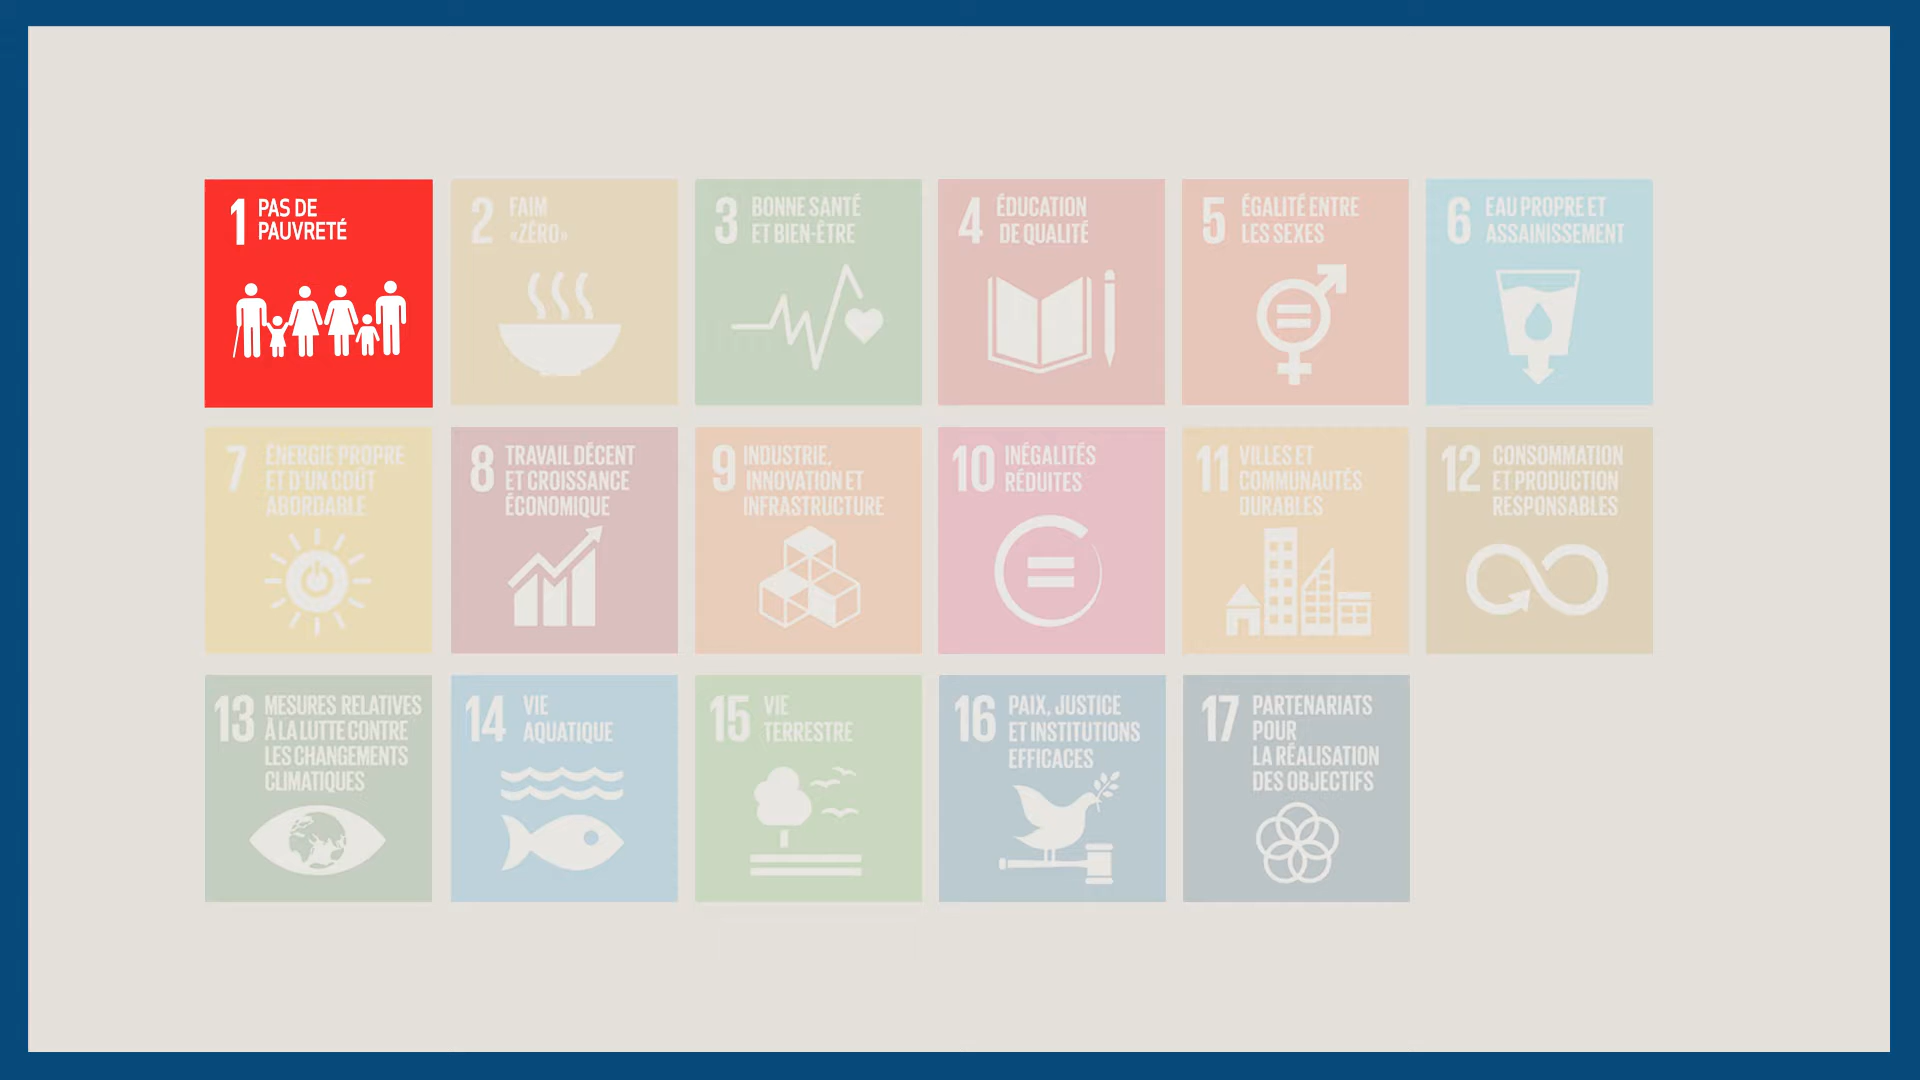 1 PAS DE
PAUVRETÉ
2 FAIM
«ZÉRO»
3 BONNE SANTÉ
ET BIEN-ÊTRE
4 ÉDUCATION
DE QUALITÉ
5 ÉGALITÉ ENTRE
LES SEXES
6 EAU PROPRE ET
ASSAINISSEMENT
7 ÉNERGIE PROPRE
ET D'UN COÛT
ABORDABLE
8 TRAVAIL DÉCENT
ET CROISSANCE
ÉCONOMIQUE
9 INDUSTRIE,
INNOVATION ET
INFRASTRUCTURE
10 INÉGALITÉS
RÉDUITES
11 VILLES ET
COMMUNAUTÉS
DURABLES
12 CONSOMMATION
ET PRODUCTION
RESPONSABLES
13 MESURES RELATIVES
À LA LUTTE CONTRE
LES CHANGEMENTS
CLIMATIQUES
14 VIE
AQUATIQUE
15 VIE
TERRESTRE
16 PAIX, JUSTICE
ET INSTITUTIONS
EFFICACES
17 PARTENARIATS
POUR
LA RÉALISATION
DES OBJECTIFS